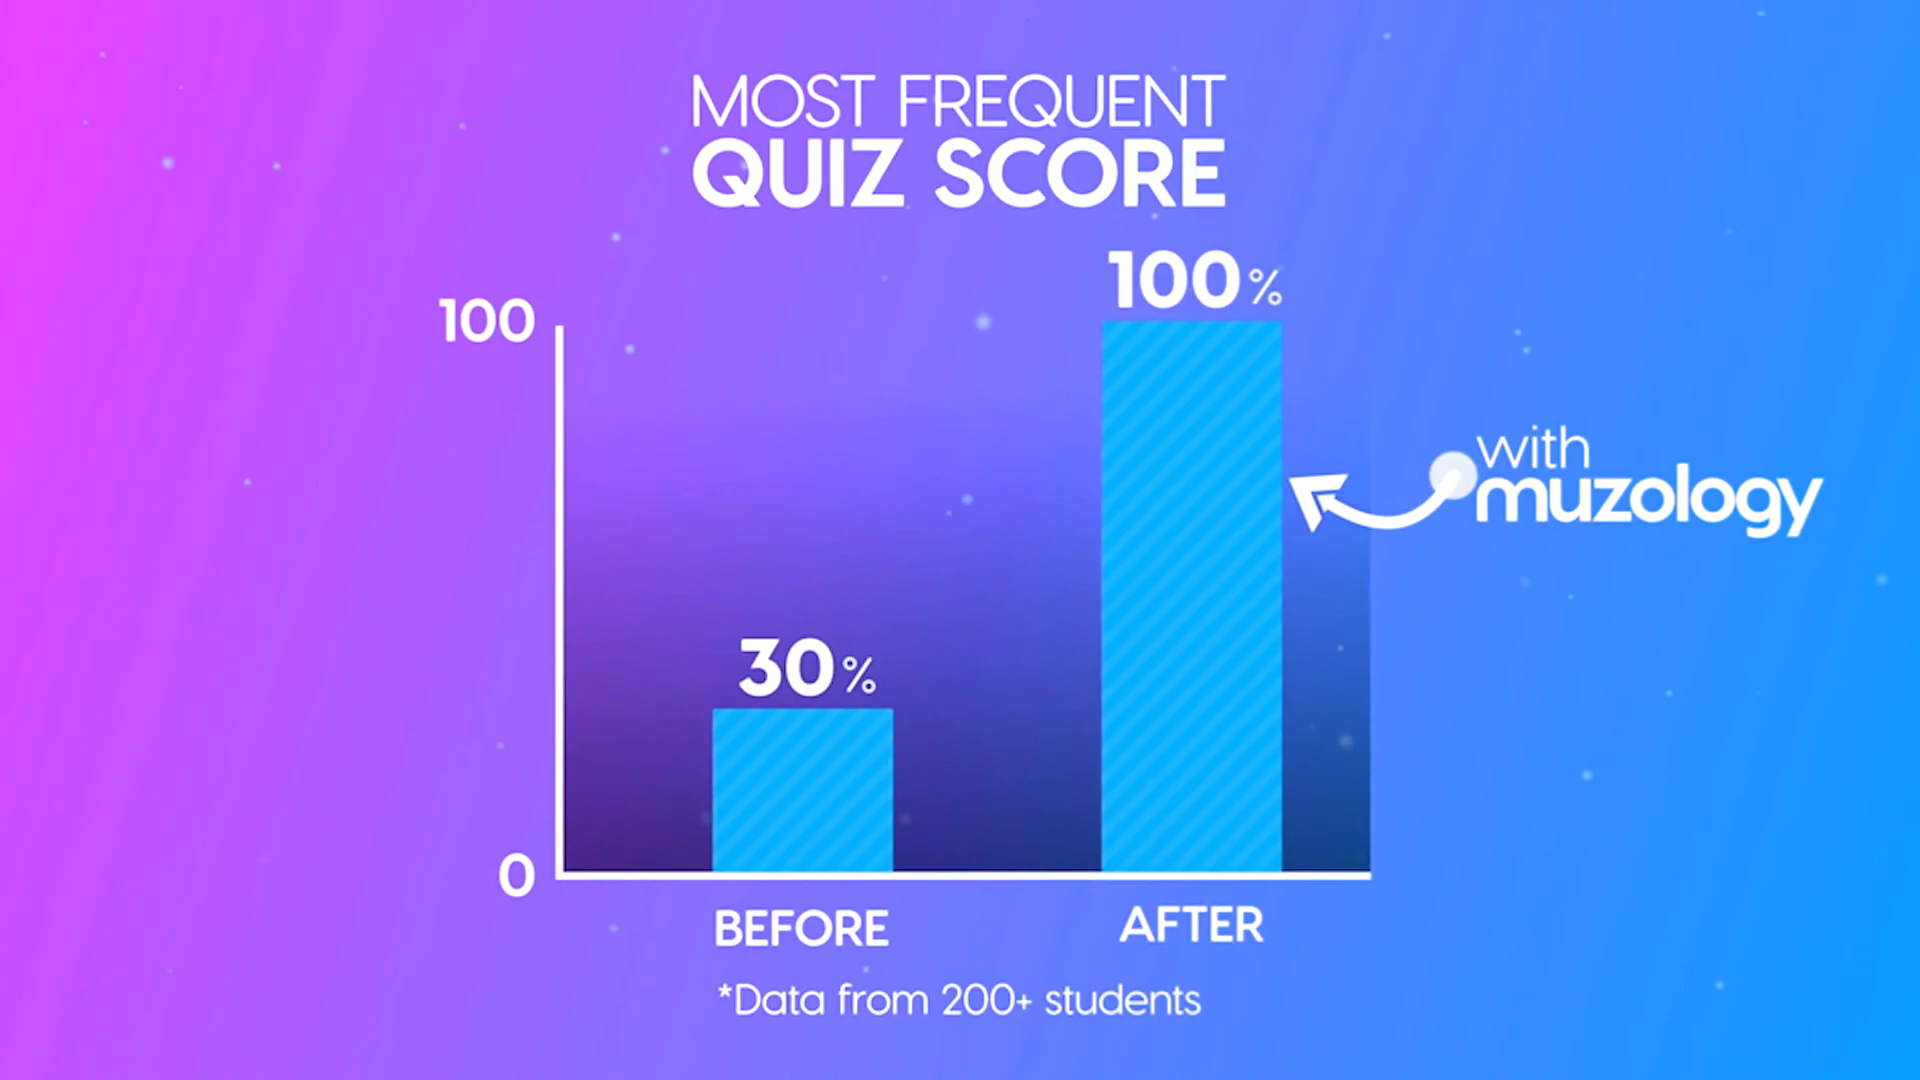 MOST FREQUENT
QUIZ SCORE
100%
100
with
muzology
30%
0
BEFORE
AFTER
*Data from 200+ students